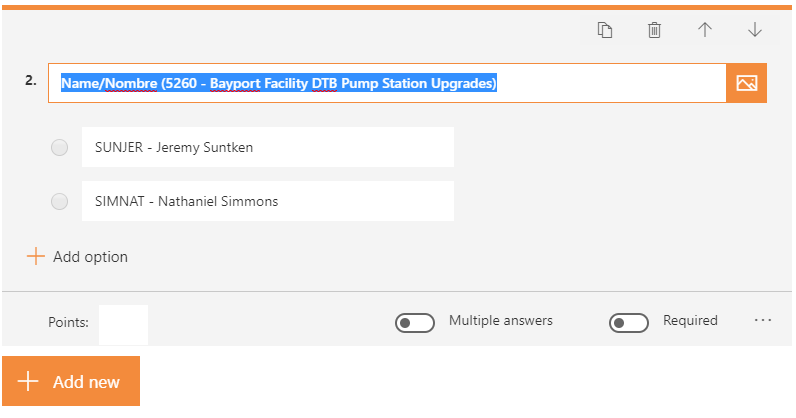 2.
Name/Nombre (5260 - Bayport Facility DTB Pump Station Upgrades)
SUNJER - Jeremy Suntken
SIMNAT - Nathaniel Simmons
Add option
Points:
Multiple answers
Required
Add new